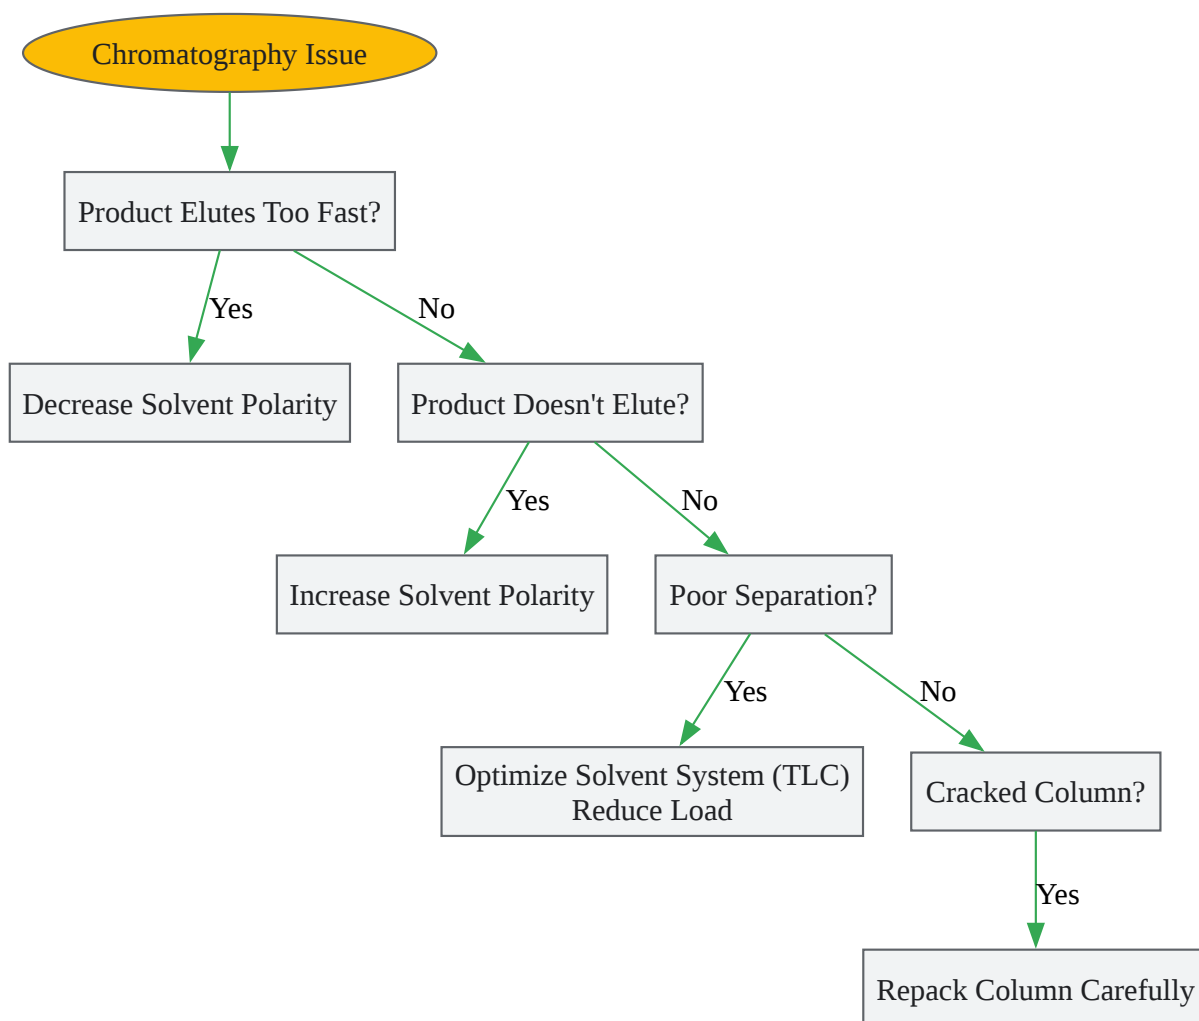 Chromatography Issue
Product Elutes Too Fast?
Yes
No
Decrease Solvent Polarity
Product Doesn't Elute?
Yes
No
Increase Solvent Polarity
Poor Separation?
Yes
No
Optimize Solvent System (TLC)
Reduce Load
Cracked Column?
Yes
Repack Column Carefully